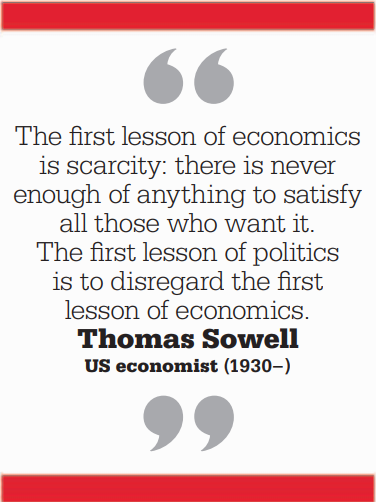 “
The first lesson of economics
is scarcity: there is never
enough of anything to satisfy
all those who want it.
The first lesson of politics
is to disregard the first
lesson of economics.
Thomas Sowell
US economist (1930–)
”